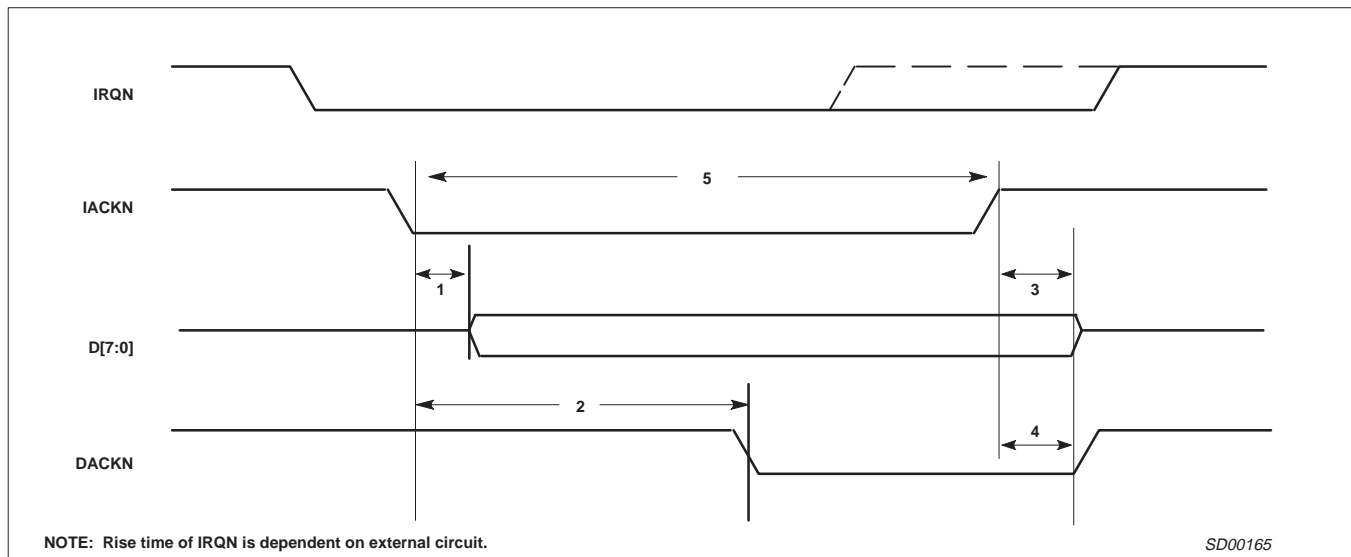 IRQN
5
IACKN
1
3
D[7:0]
2
4
DACKN
NOTE: Rise time of IRQN is dependent on external circuit.
SD00165